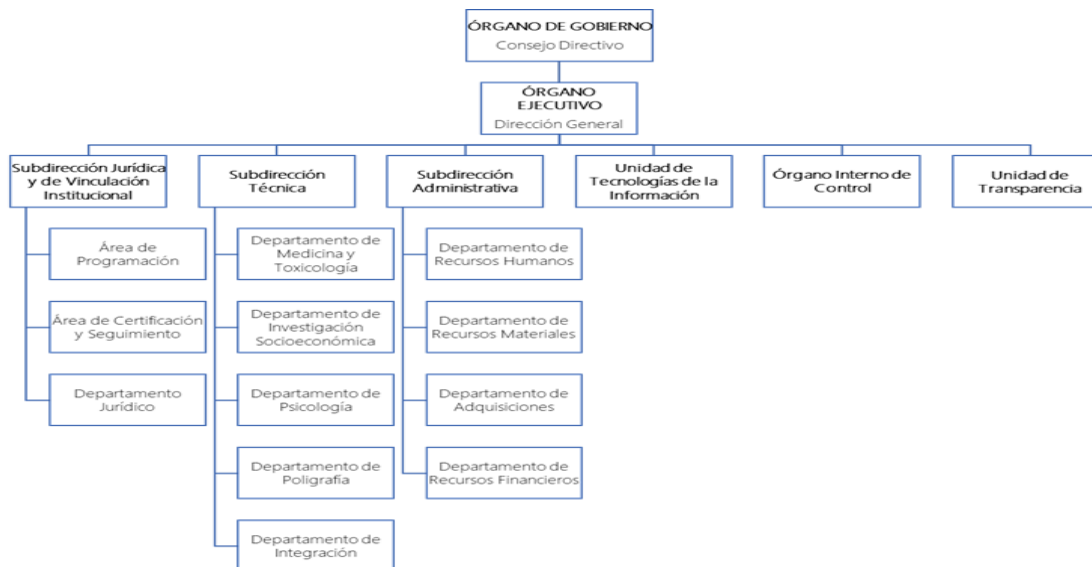 ÓRGANO DE GOBIERNO
Consejo Directivo
ÓRGANO
EJECUTIVO
Dirección General
Subdirección Jurídica
y de Vinculación
Institucional
Subdirección
Técnica
Subdirección
Administrativa
Unidad de
Tecnologías de la
Información
Órgano Interno de
Control
Unidad de
Transparencia
Área de
Programación
Área de Certificación
y Seguimiento
Departamento
Jurídico
Departamento de
Medicina y
Toxicología
Departamento de
Investigación
Socioeconómica
Departamento de
Psicología
Departamento de
Poligrafía
Departamento de
Integración
Departamento de
Recursos Humanos
Departamento de
Recursos Materiales
Departamento de
Adquisiciones
Departamento de
Recursos Financieros